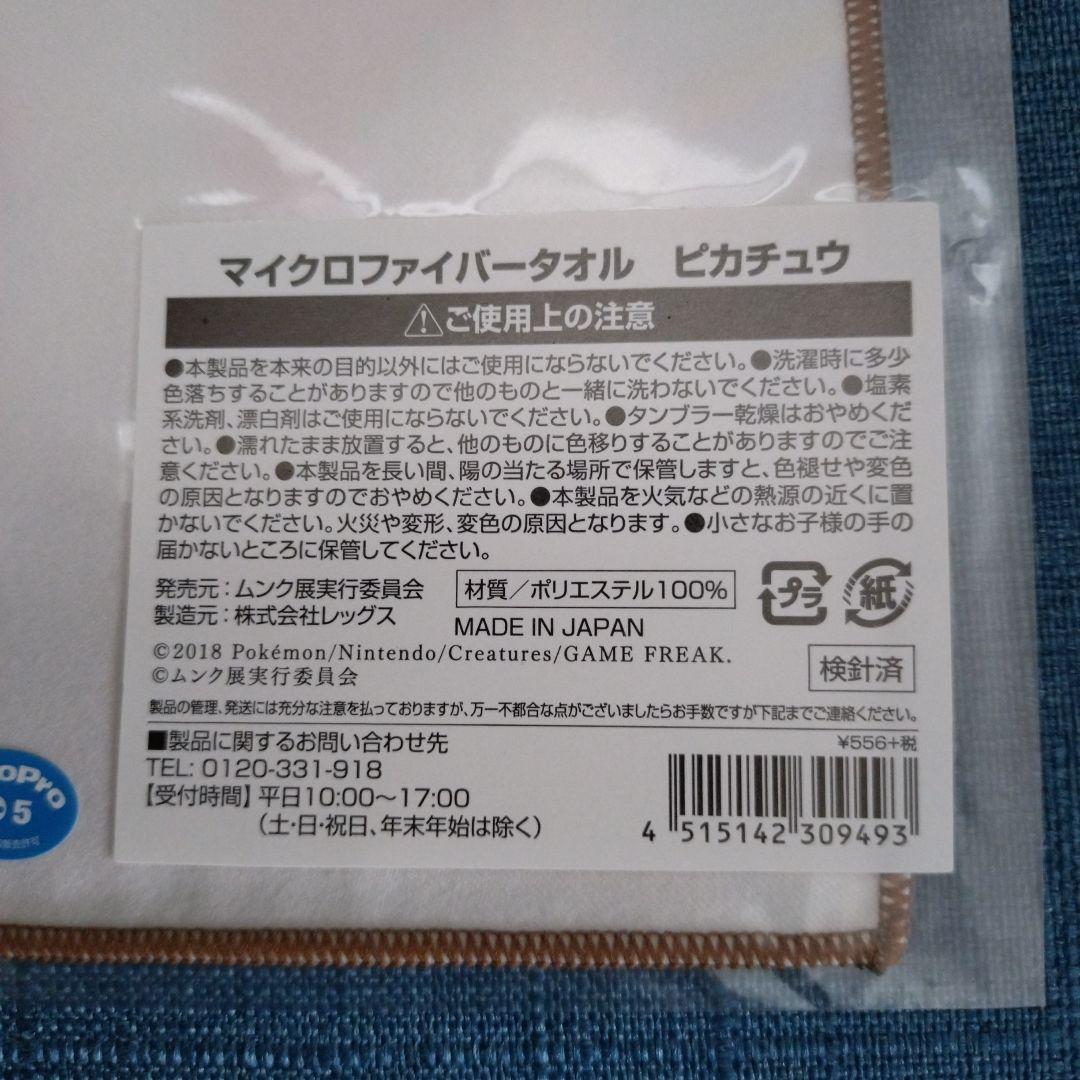 マイクロファイバータオル ピカチュウ
⚠ご使用上の注意
●本製品を本来の目的以外にはご使用にならないでください。●洗濯時に多少
色落ちすることがありますので他のものと一緒に洗わないでください。●塩素
系洗剤、漂白剤はご使用にならないでください。●タンブラー乾燥はおやめくだ
さい。●濡れたまま放置すると、他のものに色移りすることがありますのでご注
意ください。●本製品を長い間、陽の当たる場所で保管しますと、色褪せや変色
の原因となりますのでおやめください。●本製品を火気などの熱源の近くに置
かないでください。火災や変形、変色の原因となります。●小さなお子様の手の
届かないところに保管してください。
発売元：ムンク展実行委員会
製造元：株式会社レッグス
材質／ポリエステル100%
MADE IN JAPAN
プラ
紙
©2018 Pokémon/Nintendo/Creatures/GAME FREAK.
©ムンク展実行委員会
検針済
製品の管理、発送には充分な注意を払っておりますが、万一不都合な点がございましたらお手数ですが下記までご連絡ください。
■製品に関するお問い合わせ先
TEL: 0120-331-918
【受付時間】平日10:00〜17:00
（土・日・祝日、年末年始は除く）
¥556+税
4 515142 309493
oPro
5
販売許可